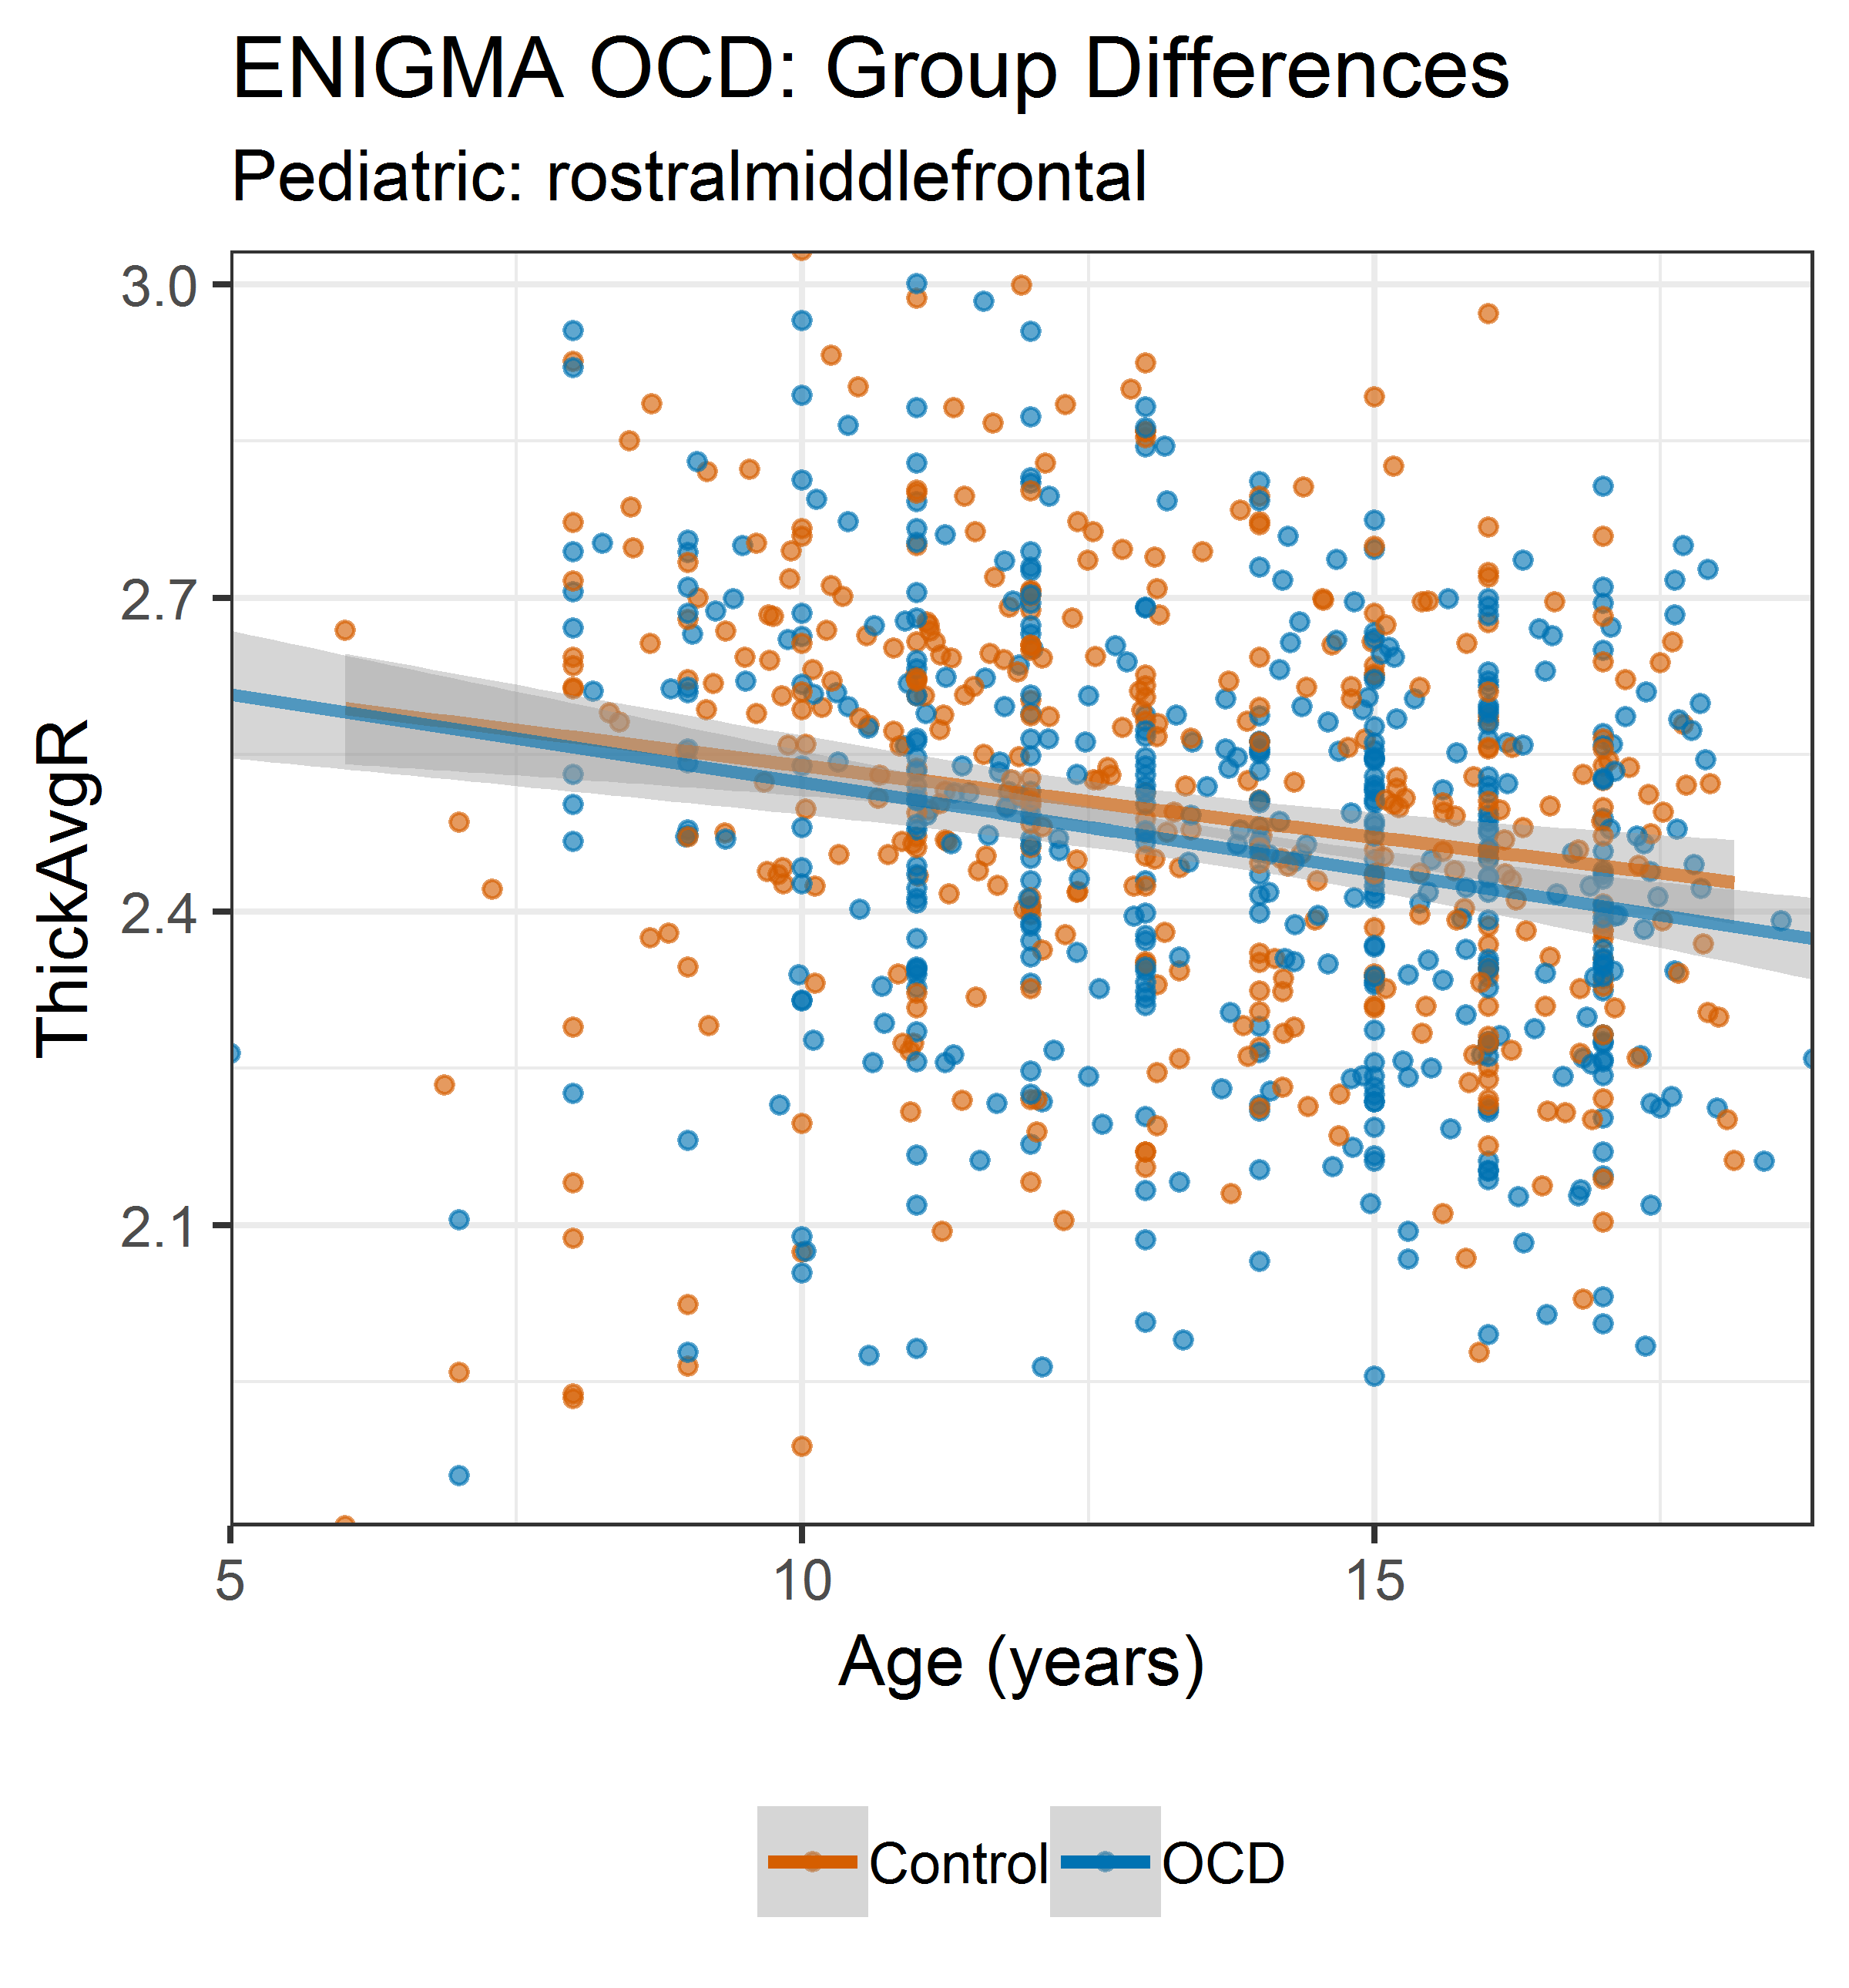 ENIGMA OCD: Group Differences
Pediatric: rostralmiddlefrontal
3.0
2.7
2.4
2.1
ThickAvgR
5 10 15
Age (years)
Control OCD